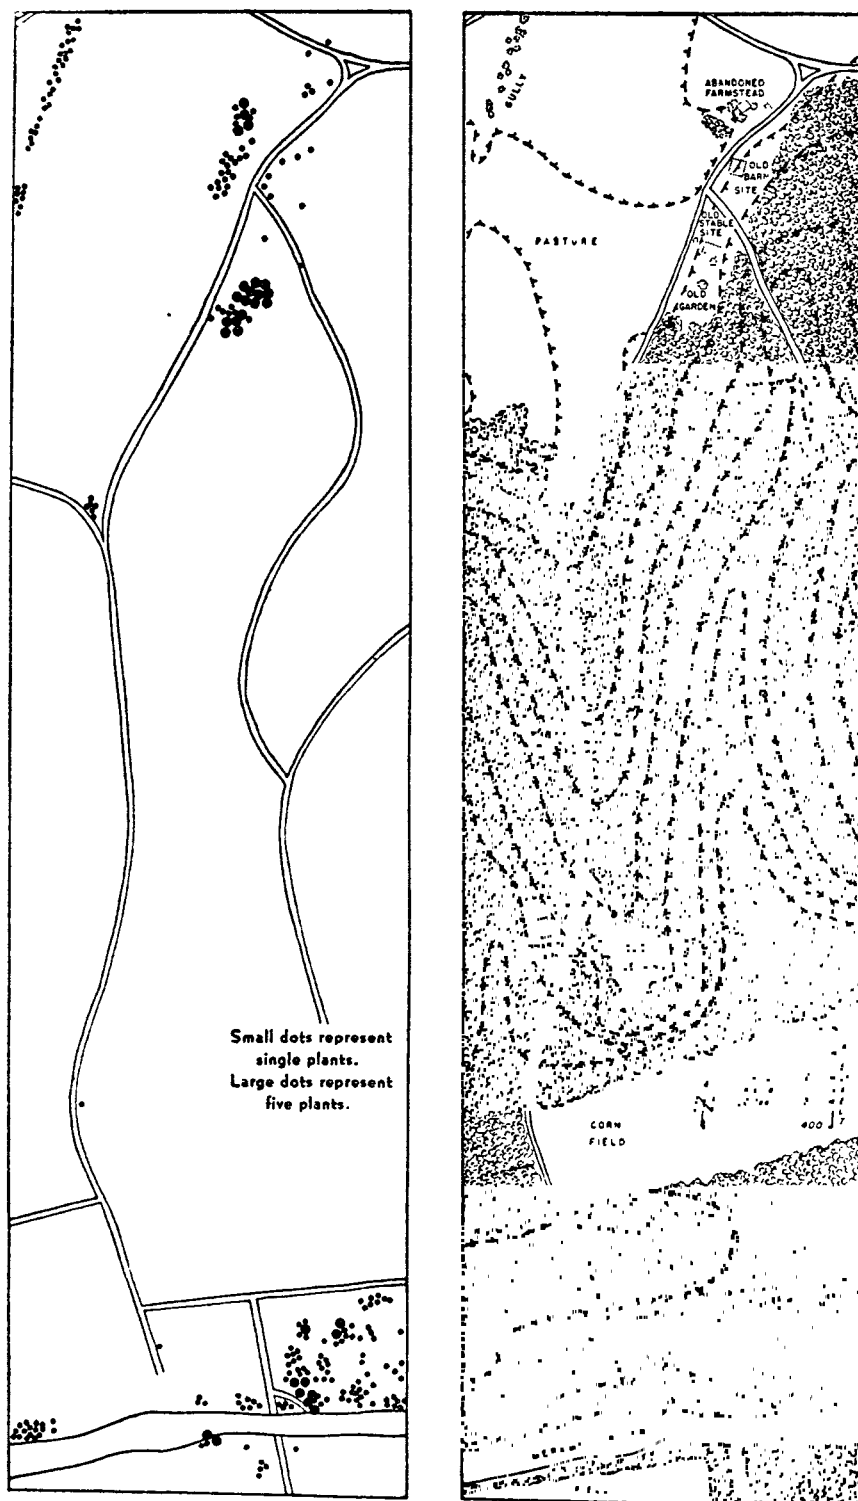 Small dots represent
single plants.
Large dots represent
five plants.
GULLY
ABANDONED
FARMSTEAD
OLD
BARN
SITE
OLD
STABLE
SITE
PASTURE
OLD
GARDEN
CORN
FIELD
400